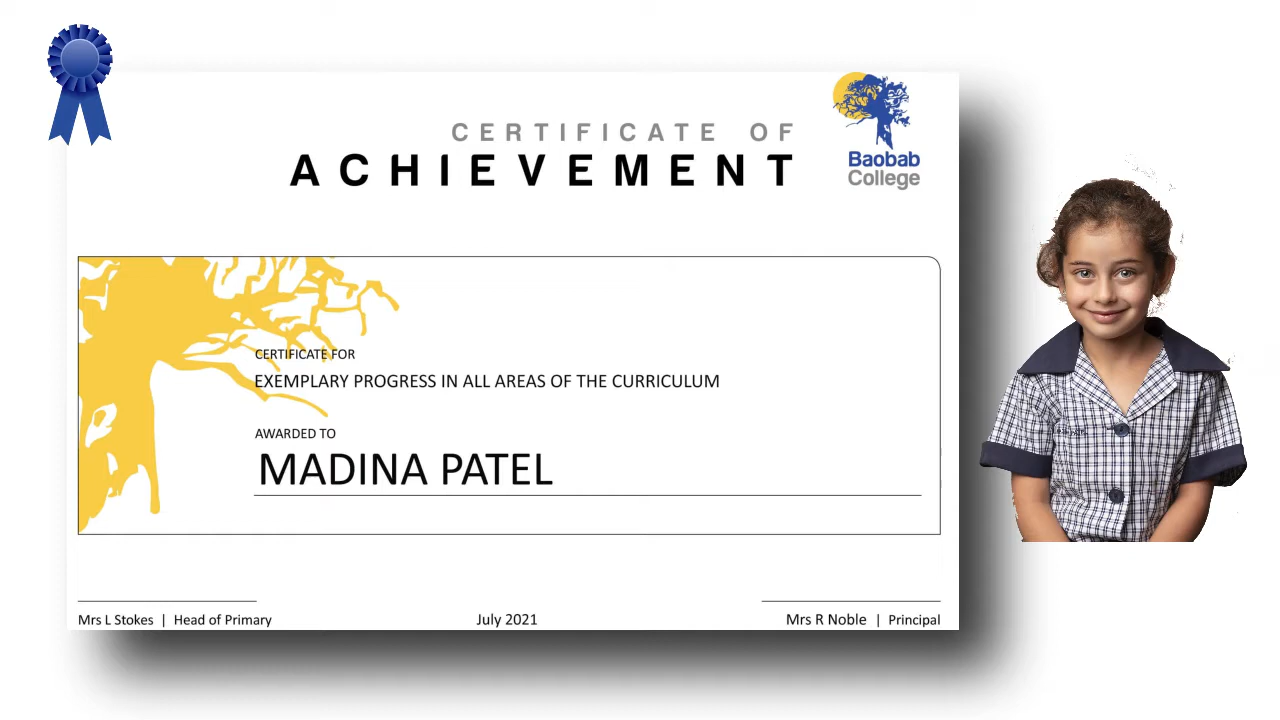 CERTIFICATE OF
ACHIEVEMENT
Baobab
College
CERTIFICATE FOR
EXEMPLARY PROGRESS IN ALL AREAS OF THE CURRICULUM
AWARDED TO
MADINA PATEL
Mrs L Stokes | Head of Primary
July 2021
Mrs R Noble | Principal